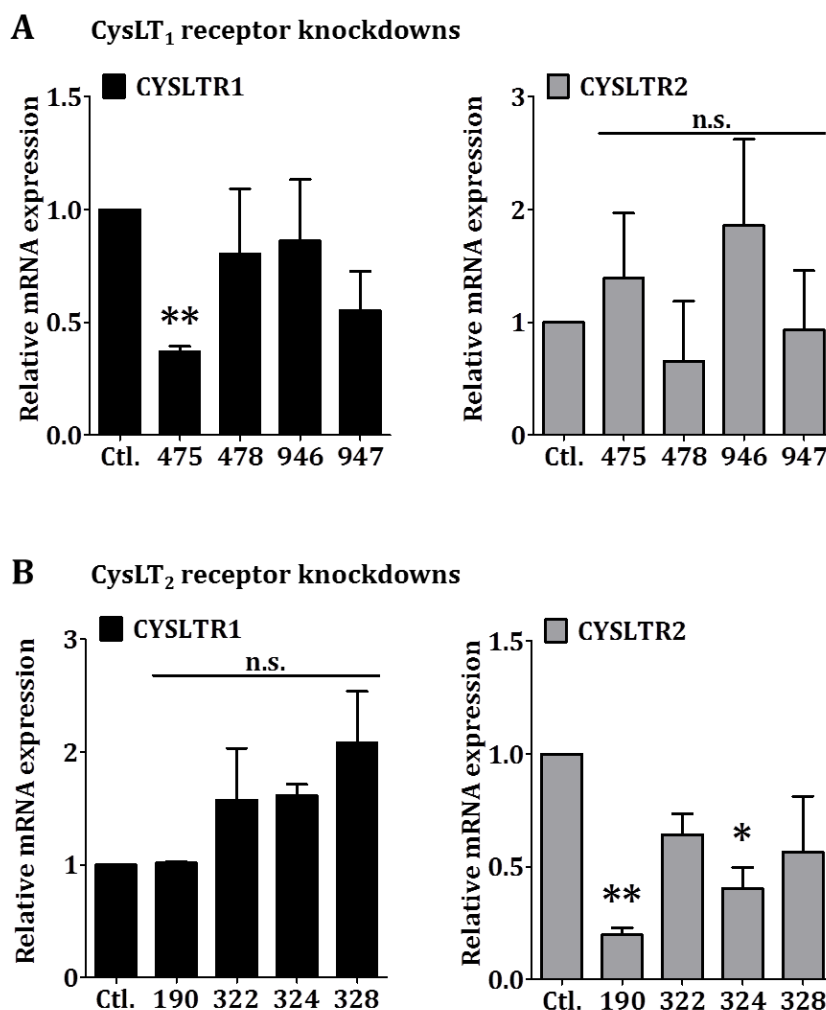 A CysLT₁ receptor knockdowns
CYSLTR1
Relative mRNA expression
1.5
1.0
0.5
0.0
**
Ctl. 475 478 946 947
CYSLTR2
Relative mRNA expression
3
2
1
0
n.s.
Ctl. 475 478 946 947
B CysLT₂ receptor knockdowns
CYSLTR1
Relative mRNA expression
3
2
1
0
n.s.
Ctl. 190 322 324 328
CYSLTR2
Relative mRNA expression
1.5
1.0
0.5
0.0
**
*
Ctl. 190 322 324 328